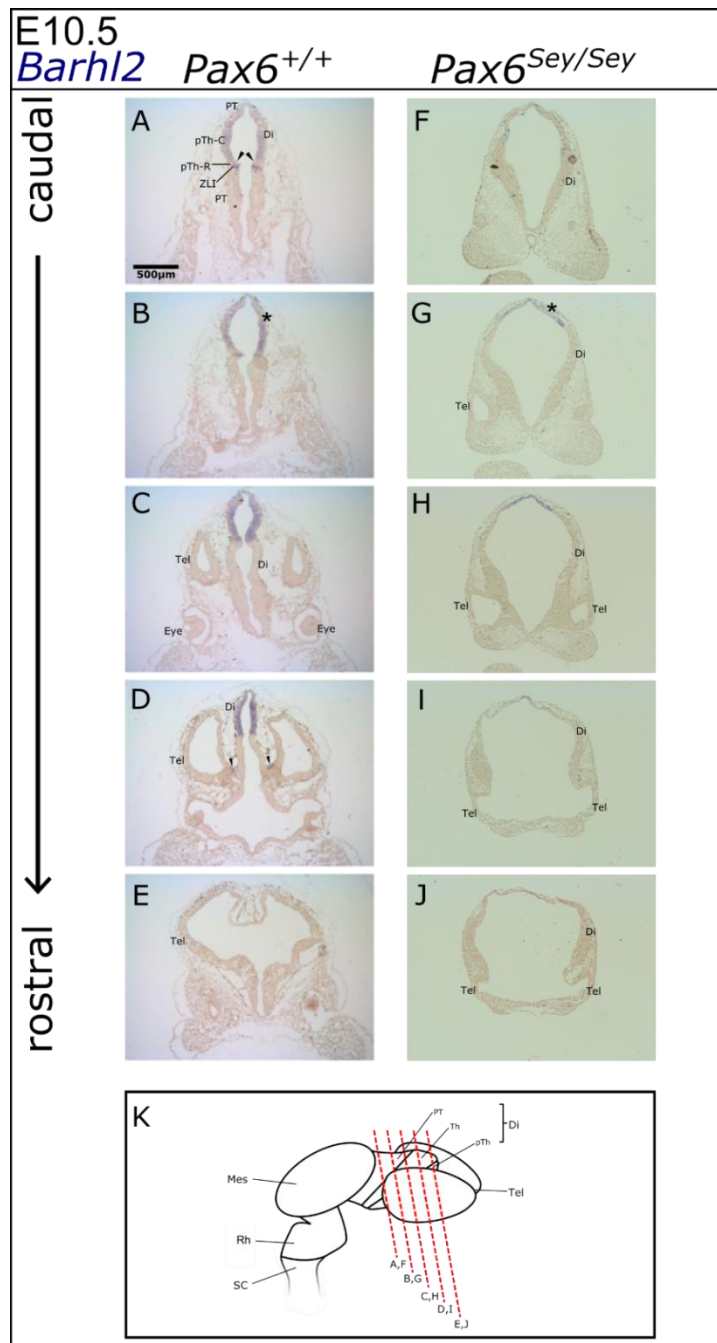 E10.5
Barhl2 Pax6+/+ Pax6Sey/Sey
caudal
rostral
A
PT
pTh-C
Di
pTh-R
ZLI
PT
500µm
F
Di
B
*
G
*
Di
Tel
C
Tel
Di
Eye
Eye
H
Di
Tel
Tel
D
Di
Tel
I
Di
Tel
Tel
E
Tel
J
Di
Tel
Tel
K
PT
Th
Di
pTh
Mes
Tel
Rh
SC
A,F
B,G
C,H
D,I
E,J